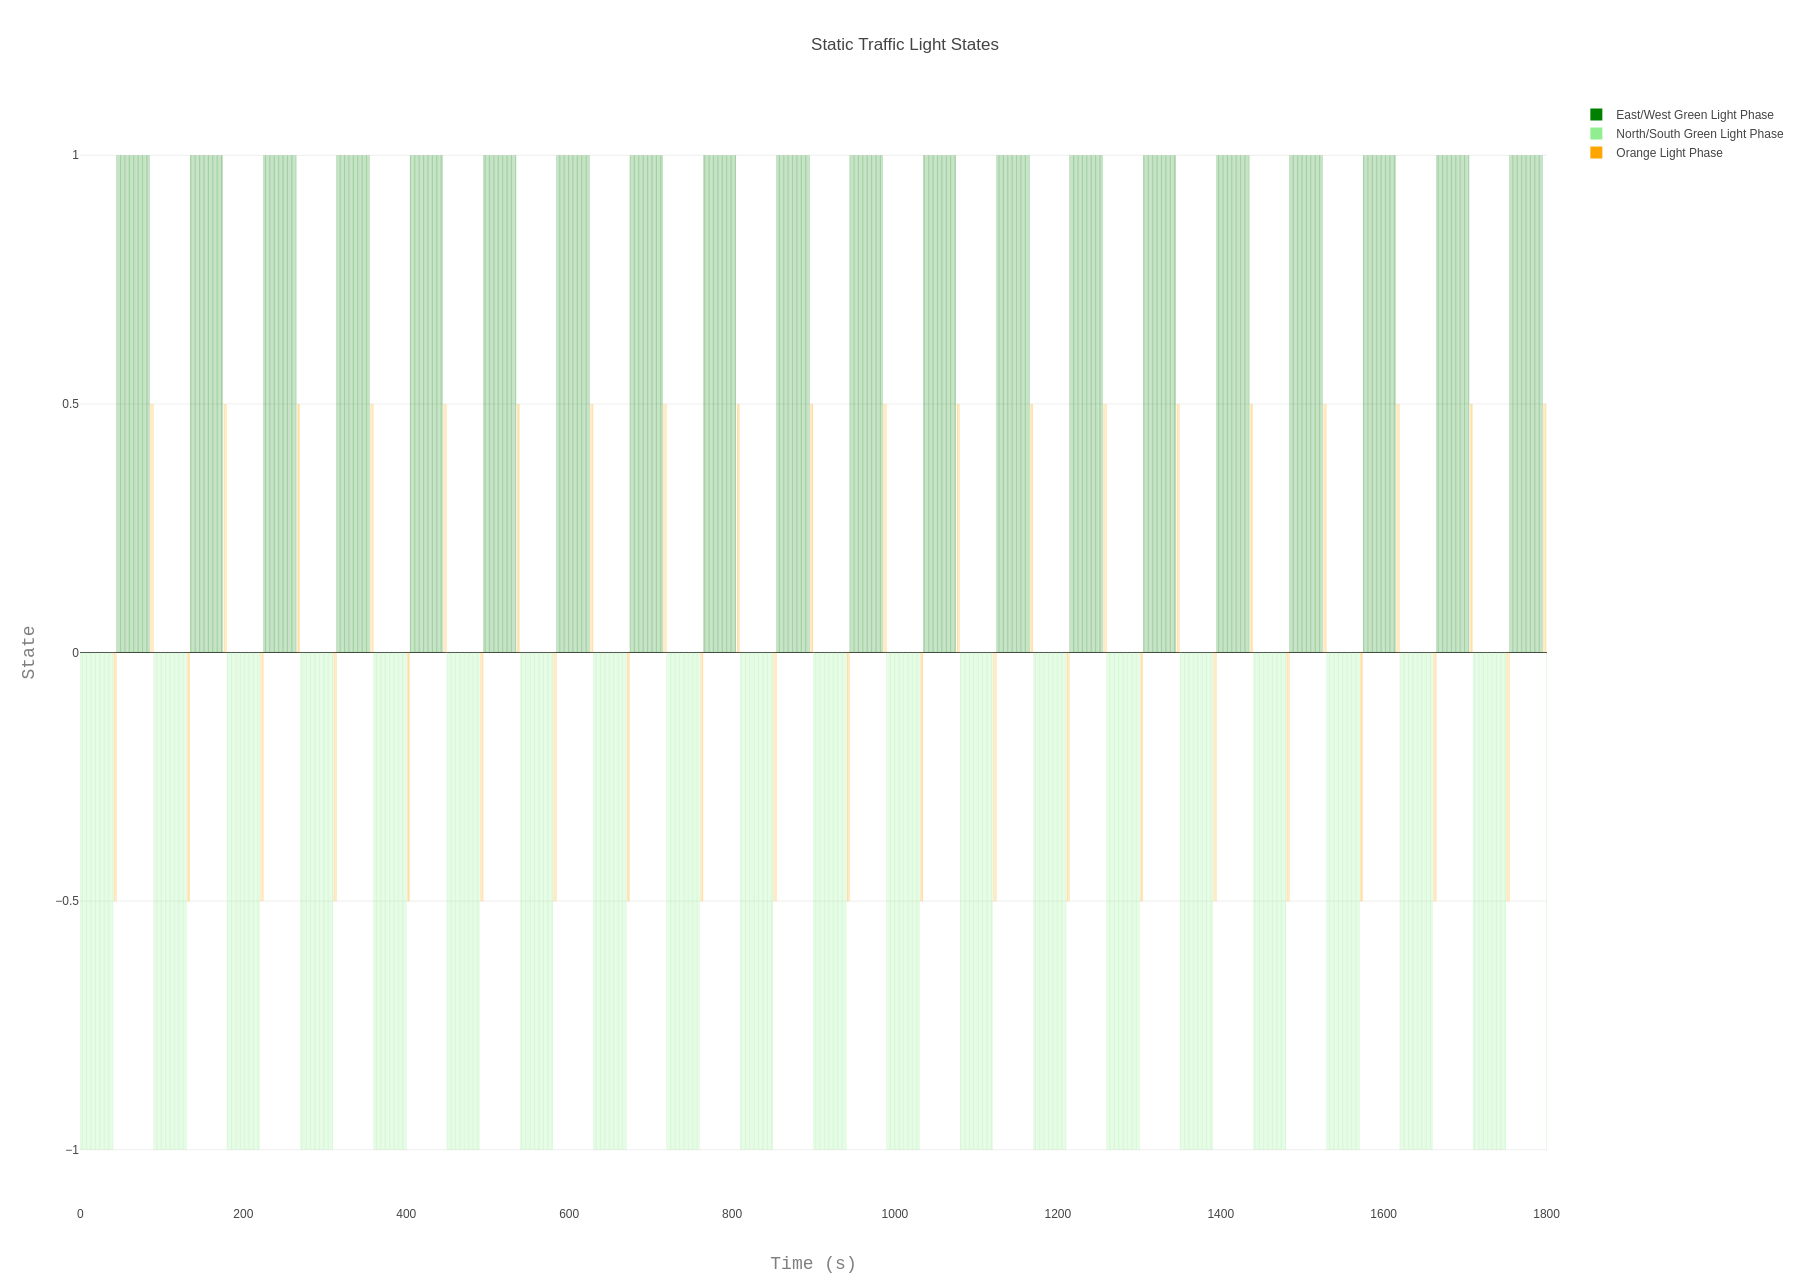 Static Traffic Light States
East/West Green Light Phase
North/South Green Light Phase
Orange Light Phase
1
0.5
0
−0.5
−1
State
0 200 400 600 800 1000 1200 1400 1600 1800
Time (s)